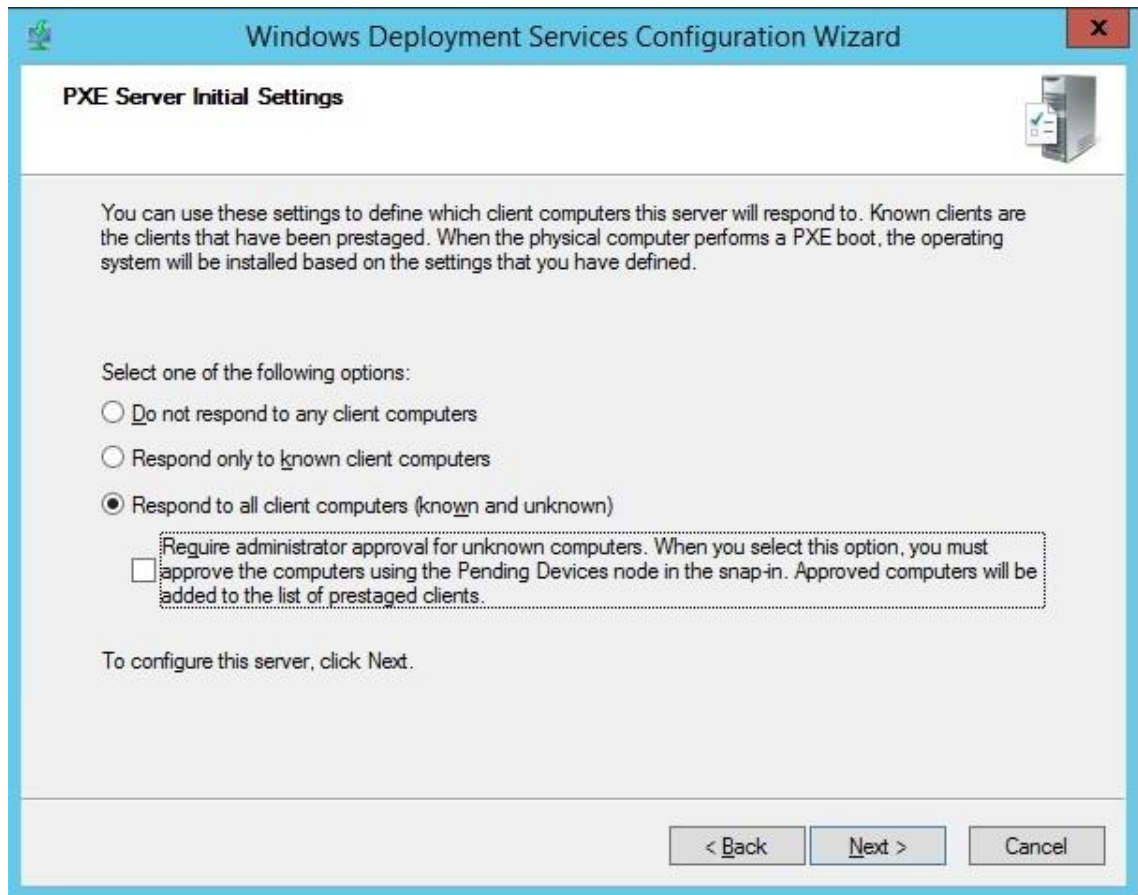 Windows Deployment Services Configuration Wizard
x
PXE Server Initial Settings
You can use these settings to define which client computers this server will respond to. Known clients are
the clients that have been prestaged. When the physical computer performs a PXE boot, the operating
system will be installed based on the settings that you have defined.
Select one of the following options:
Do not respond to any client computers
Respond only to known client computers
Respond to all client computers (known and unknown)
Require administrator approval for unknown computers. When you select this option, you must
approve the computers using the Pending Devices node in the snap-in. Approved computers will be
added to the list of prestaged clients.
To configure this server, click Next.
< Back Next > Cancel